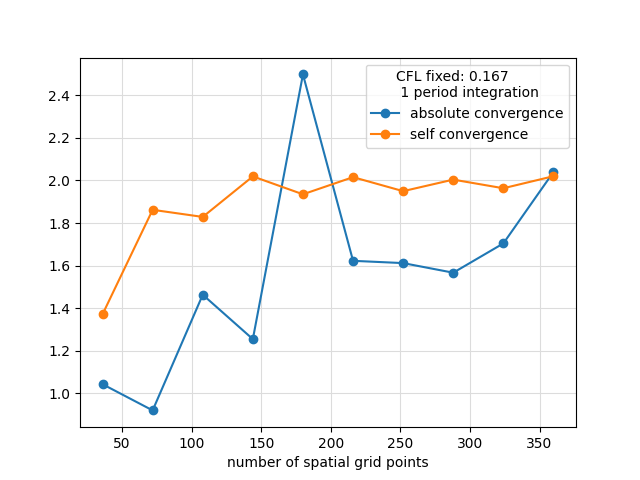 CFL fixed: 0.167
1 period integration
absolute convergence
self convergence
2.4
2.2
2.0
1.8
1.6
1.4
1.2
1.0
50 100 150 200 250 300 350
number of spatial grid points